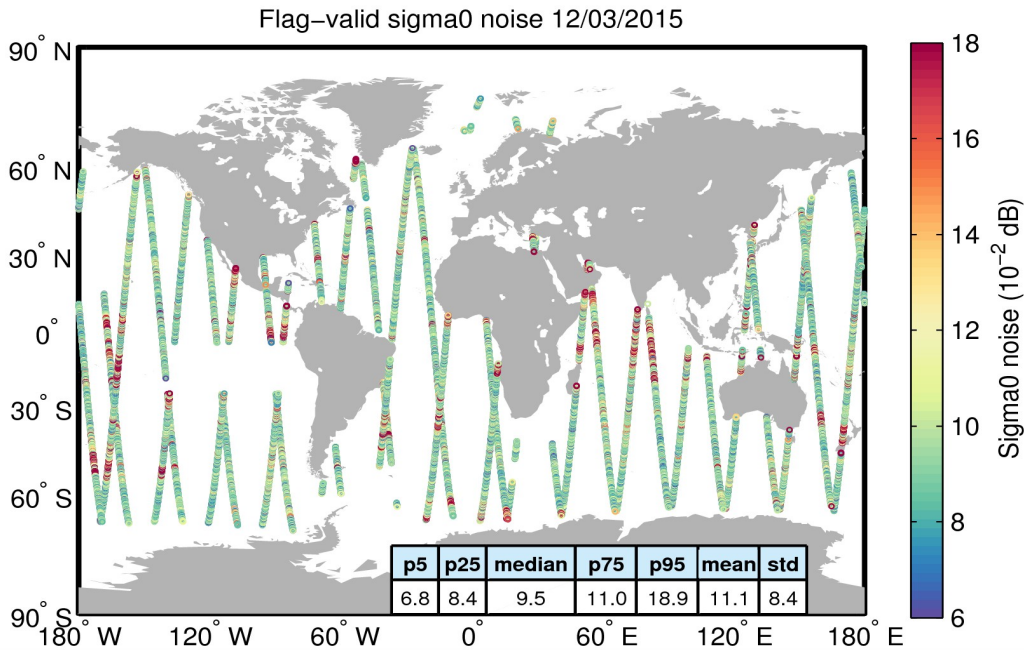 Flag−valid sigma0 noise 12/03/2015
90° N
60° N
30° N
0°
30° S
60° S
90° S
180° W
120° W
60° W
0°
60° E
120° E
180° E
p5 p25 median p75 p95 mean std
6.8 8.4 9.5 11.0 18.9 11.1 8.4
18
16
14
12
10
8
6
Sigma0 noise (10⁻² dB)